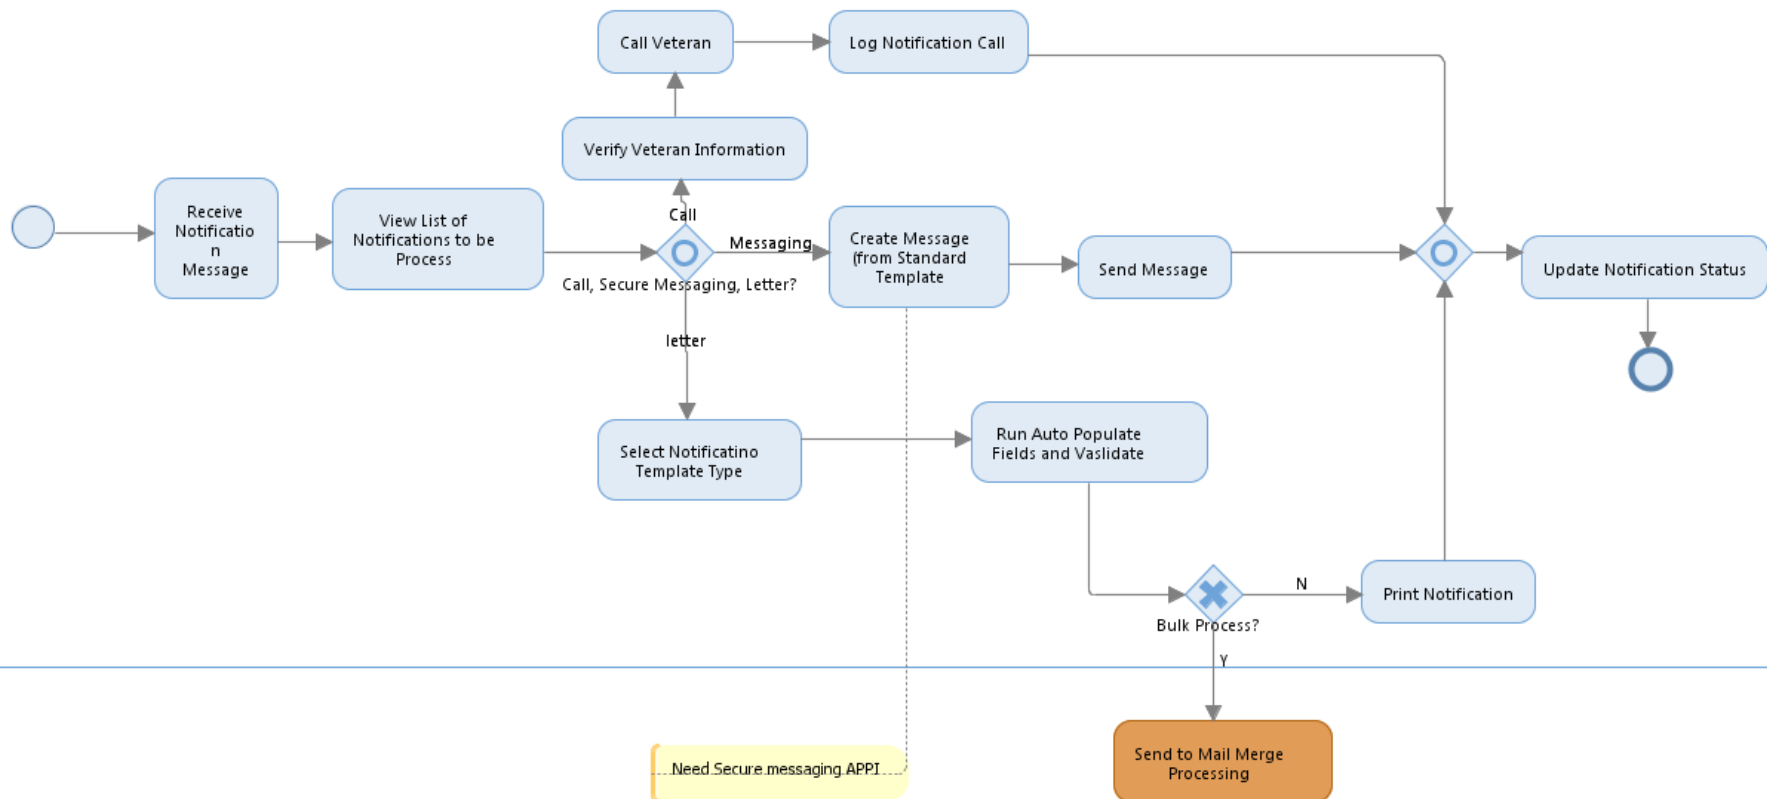 Call Veteran
Log Notification Call
Verify Veteran Information
Receive
Notificatio
n
Message
View List of
Notifications to be
Process
Call
Messaging
Call, Secure Messaging, Letter?
Create Message
(from Standard
Template
Send Message
Update Notification Status
letter
Select Notificatino
Template Type
Run Auto Populate
Fields and Vaslidate
N
Bulk Process?
Print Notification
Y
Need Secure messaging APPI
Send to Mail Merge
Processing